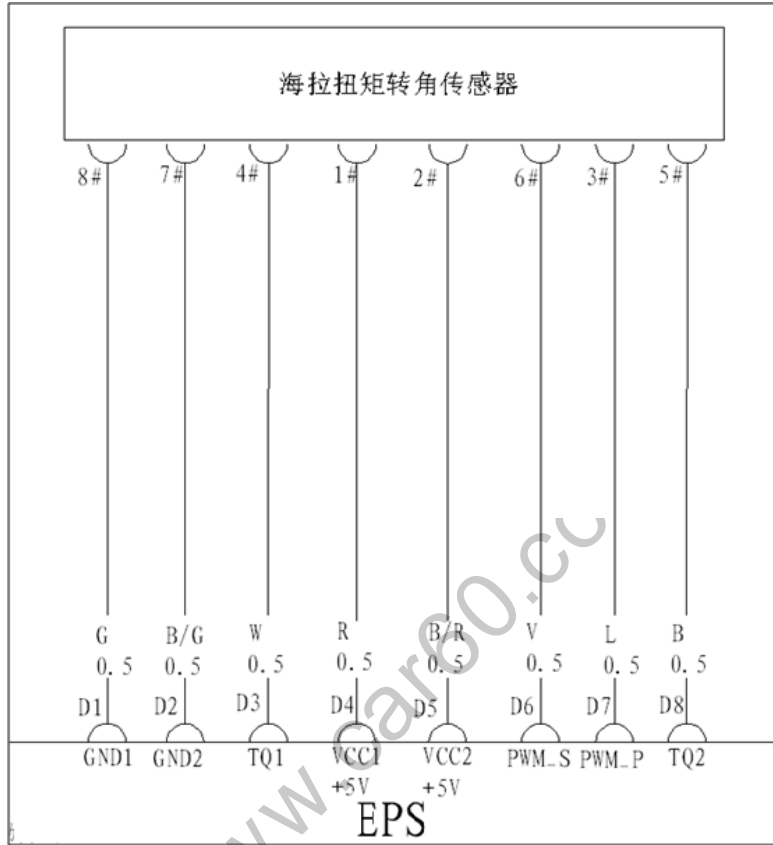 海拉扭矩转角传感器
8# 7# 4# 1# 2# 6# 3# 5#
G B/G W R B/R V L B
0.5 0.5 0.5 0.5 0.5 0.5 0.5 0.5
D1 D2 D3 D4 D5 D6 D7 D8
GND1 GND2 TQ1 VCC1 VCC2 PWM_S PWM_P TQ2
+5V +5V
EPS
www.car60.co